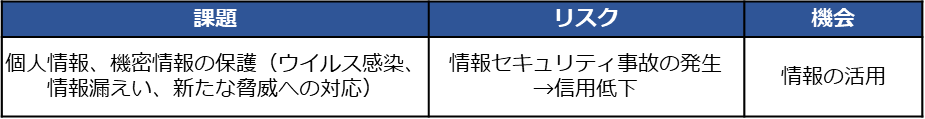 課題
リスク
機会
個人情報、機密情報の保護（ウイルス感染、
情報漏えい、新たな脅威への対応）
情報セキュリティ事故の発生
→信用低下
情報の活用